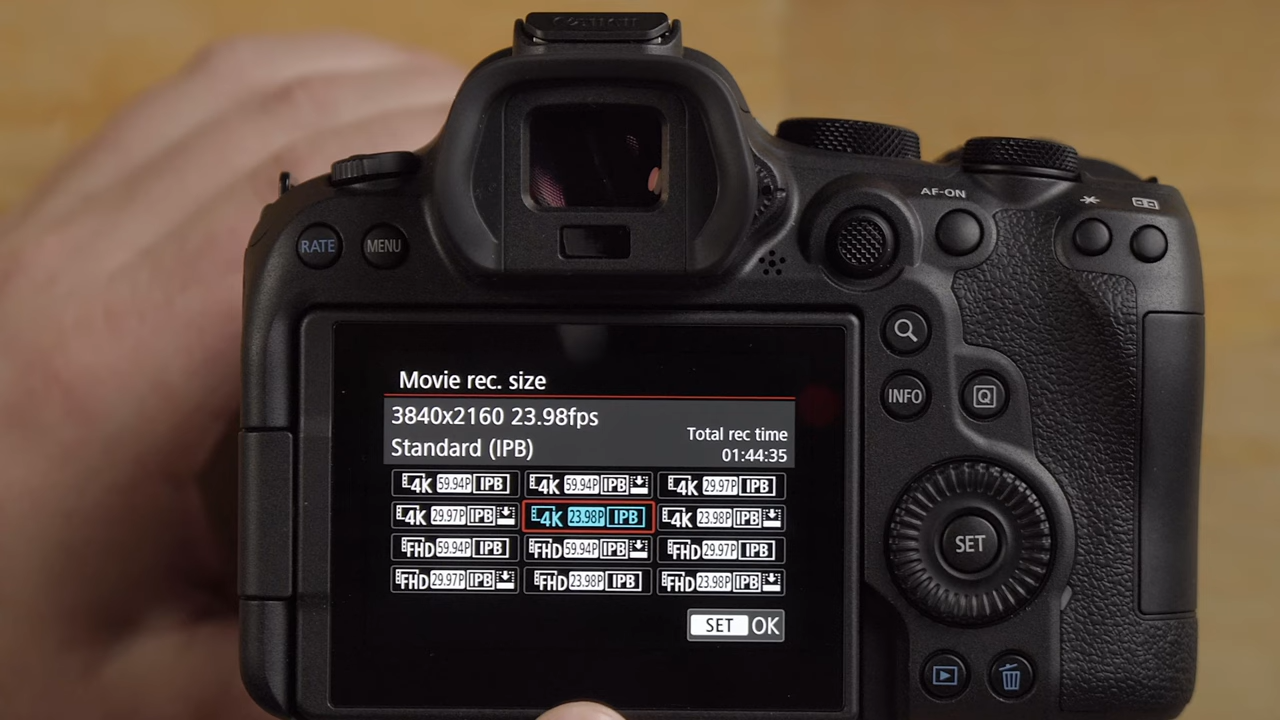 Canon
AF-ON
RATE
MENU
INFO
Q
Movie rec. size
3840x2160 23.98fps
Standard (IPB)
Total rec time
01:44:35
4K 59.94P IPB
4K 59.94P IPB
4K 29.97P IPB
4K 29.97P IPB
4K 23.98P IPB
4K 23.98P IPB
FHD 59.94P IPB
FHD 59.94P IPB
FHD 29.97P IPB
FHD 29.97P IPB
FHD 23.98P IPB
FHD 23.98P IPB
SET OK
SET